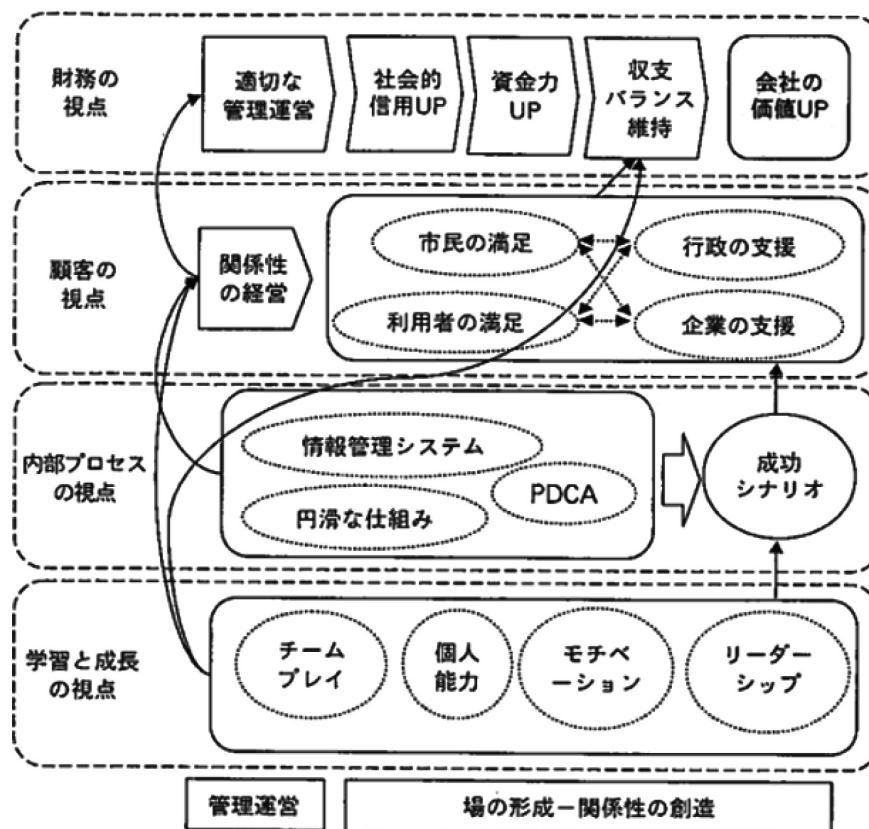 財務の
視点
適切な
管理運営
社会的
信用UP
資金力
UP
収支
バランス
維持
会社の
価値UP
顧客の
視点
関係性
の経営
市民の満足
行政の支援
利用者の満足
企業の支援
内部プロセス
の視点
情報管理システム
PDCA
円滑な仕組み
成功
シナリオ
学習と成長
の視点
チーム
プレイ
個人
能力
モチベ
ーション
リーダー
シップ
管理運営
場の形成－関係性の創造